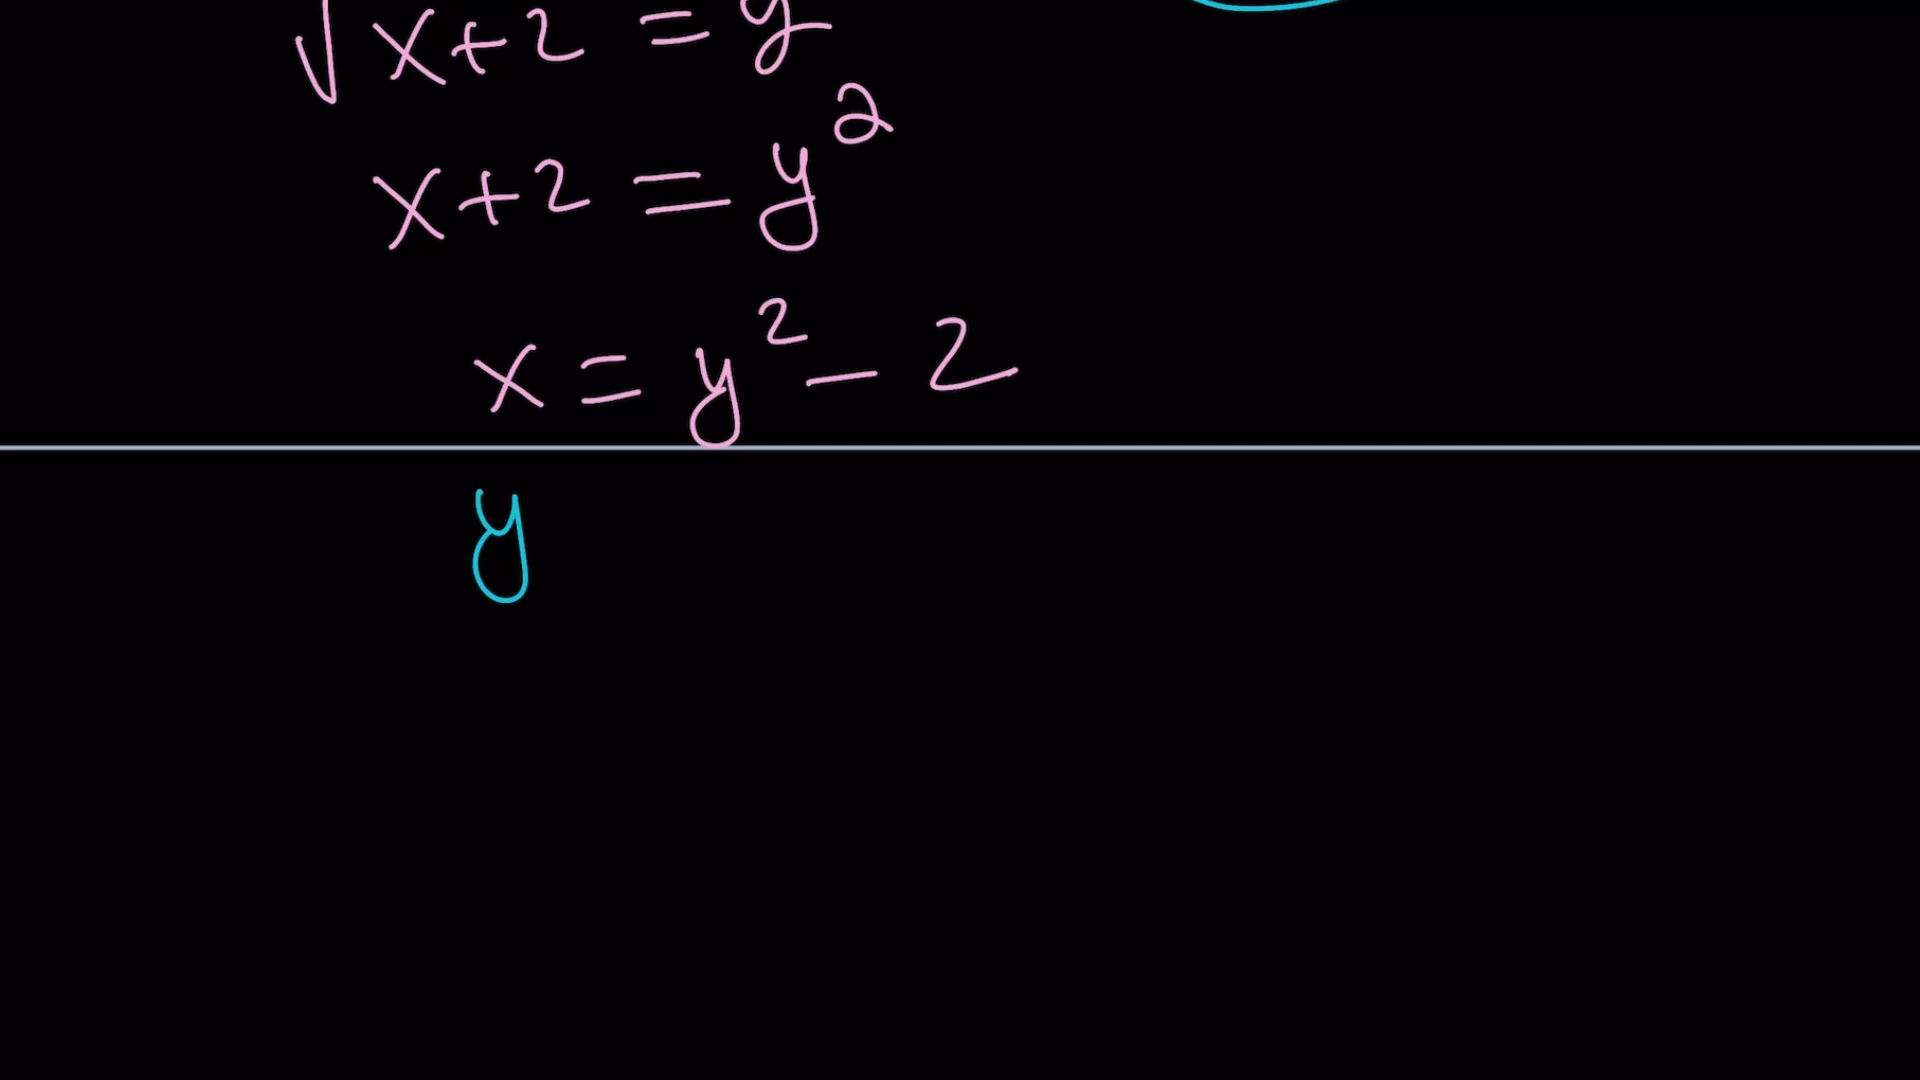 √x+2 = y
x+2 = y²
x = y² - 2
y